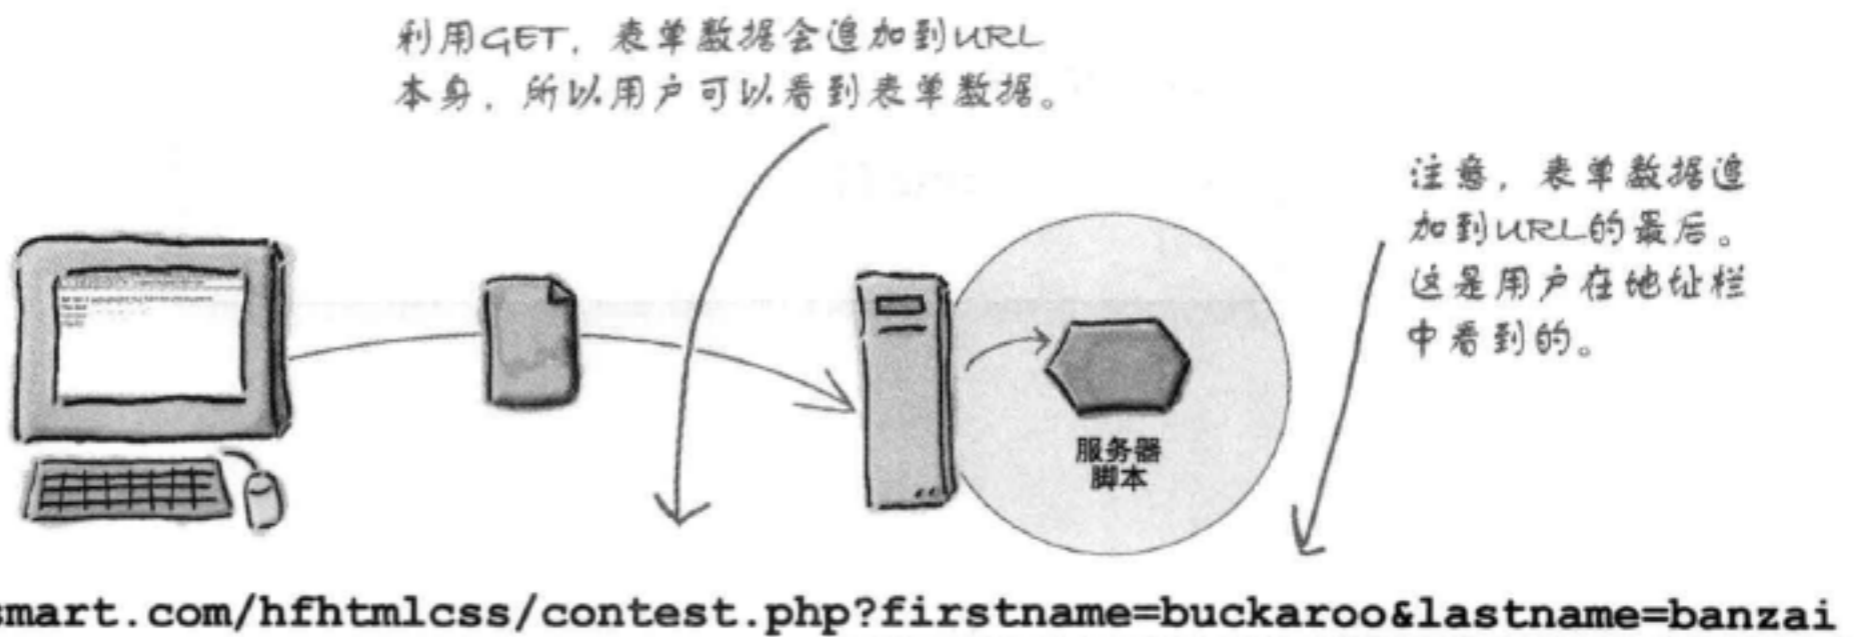 利用GET，表单数据会追加到URL
本身，所以用户可以看到表单数据。
注意，表单数据追
加到URL的最后。
这是用户在地址栏
中看到的。
服务器
脚本
smart.com/hfhtmlcss/contest.php?firstname=buckaroo&lastname=banzai